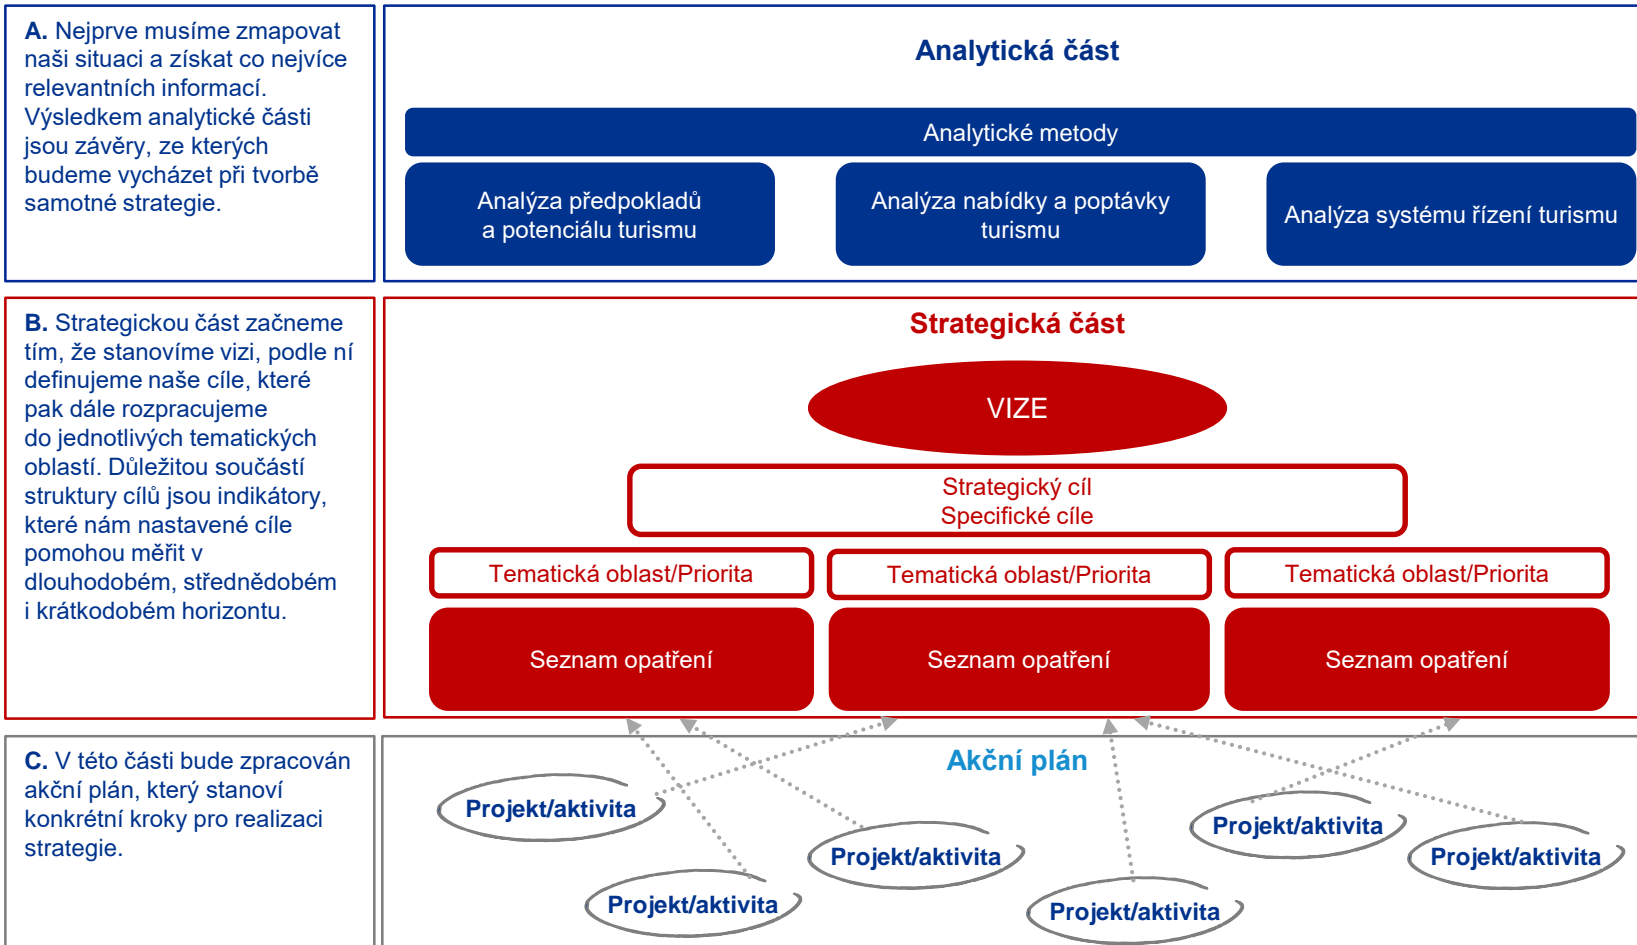 A. Nejprve musíme zmapovat
naši situaci a získat co nejvíce
relevantních informací.
Výsledkem analytické části
jsou závěry, ze kterých
budeme vycházet při tvorbě
samotné strategie.
Analytická část
Analytické metody
Analýza předpokladů
a potenciálu turismu
Analýza nabídky a poptávky
turismu
Analýza systému řízení turismu
B. Strategickou část začneme
tím, že stanovíme vizi, podle ní
definujeme naše cíle, které
pak dále rozpracujeme
do jednotlivých tematických
oblastí. Důležitou součástí
struktury cílů jsou indikátory,
které nám nastavené cíle
pomohou měřit v
dlouhodobém, střednědobém
i krátkodobém horizontu.
Strategická část
VIZE
Strategický cíl
Specifické cíle
Tematická oblast/Priorita
Tematická oblast/Priorita
Tematická oblast/Priorita
Seznam opatření
Seznam opatření
Seznam opatření
C. V této části bude zpracován
akční plán, který stanoví
konkrétní kroky pro realizaci
strategie.
Akční plán
Projekt/aktivita
Projekt/aktivita
Projekt/aktivita
Projekt/aktivita
Projekt/aktivita
Projekt/aktivita